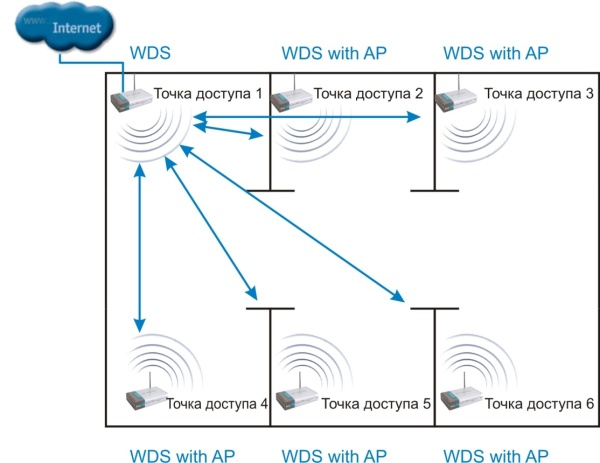 www.
Internet
WDS
WDS with AP
WDS with AP
Точка доступа 1
Точка доступа 2
Точка доступа 3
Точка доступа 4
Точка доступа 5
Точка доступа 6
WDS with AP
WDS with AP
WDS with AP